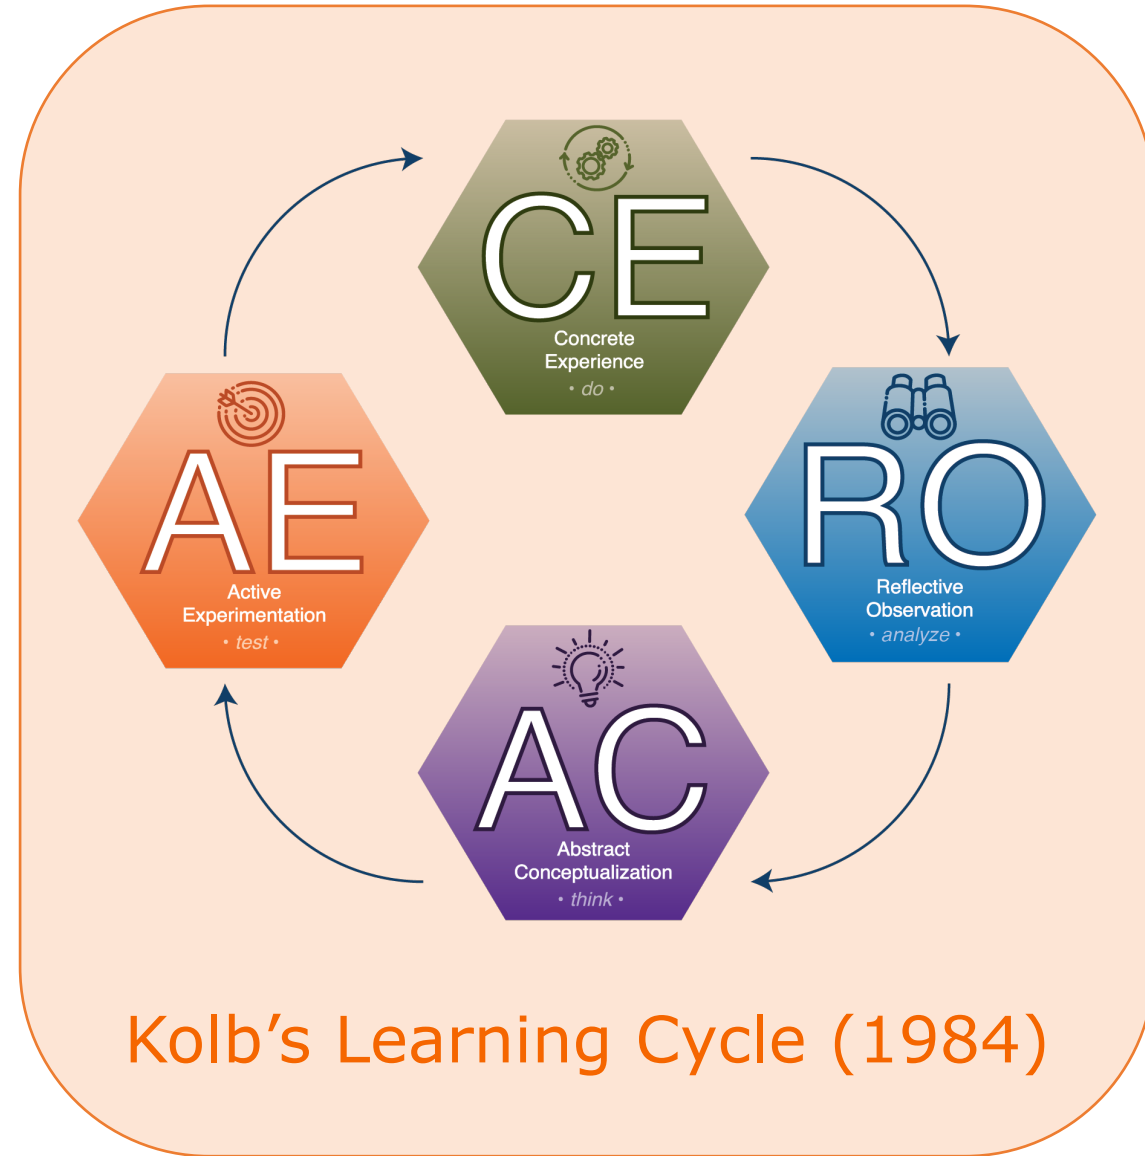 CE
Concrete
Experience
• do •
RO
Reflective
Observation
• analyze •
AC
Abstract
Conceptualization
• think •
AE
Active
Experimentation
• test •
Kolb’s Learning Cycle (1984)